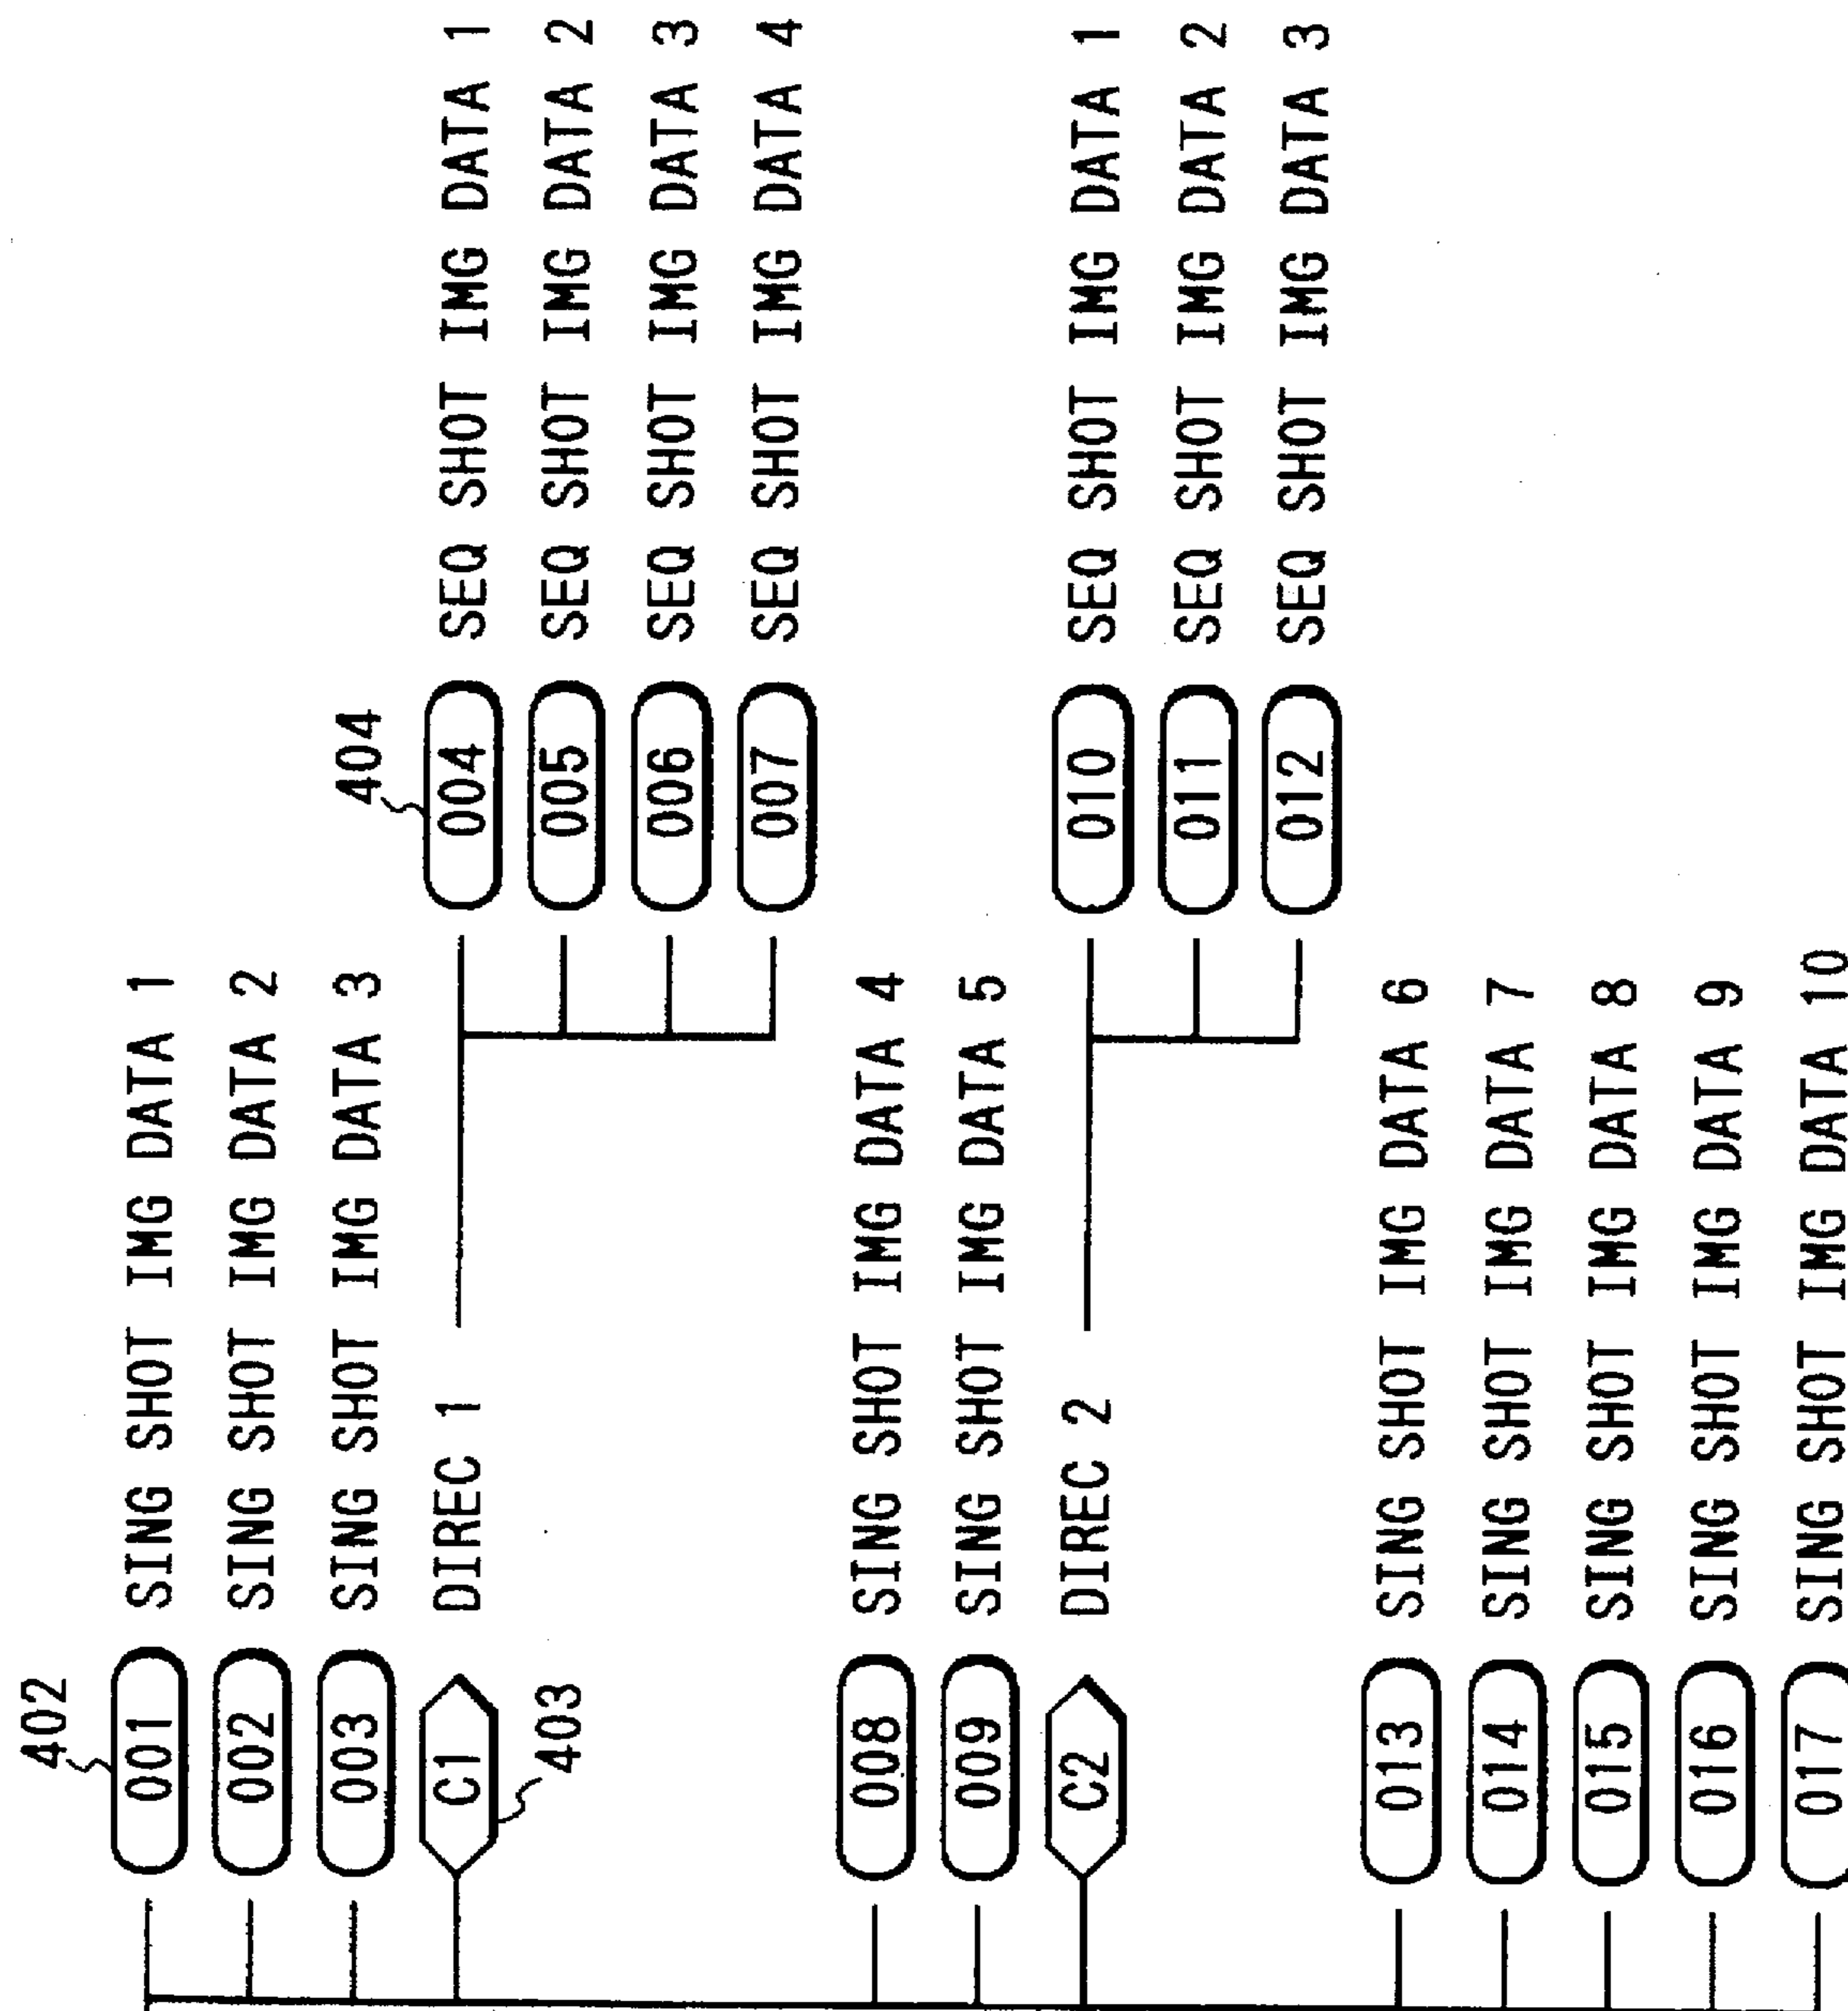 402
001 SING SHOT IMG DATA 1
002 SING SHOT IMG DATA 2
003 SING SHOT IMG DATA 3
C1 DIREC 1
403
404
004 SEQ SHOT IMG DATA 1
005 SEQ SHOT IMG DATA 2
006 SEQ SHOT IMG DATA 3
007 SEQ SHOT IMG DATA 4
008 SING SHOT IMG DATA 4
009 SING SHOT IMG DATA 5
C2 DIREC 2
010 SEQ SHOT IMG DATA 1
011 SEQ SHOT IMG DATA 2
012 SEQ SHOT IMG DATA 3
013 SING SHOT IMG DATA 6
014 SING SHOT IMG DATA 7
015 SING SHOT IMG DATA 8
016 SING SHOT IMG DATA 9
017 SING SHOT IMG DATA 10